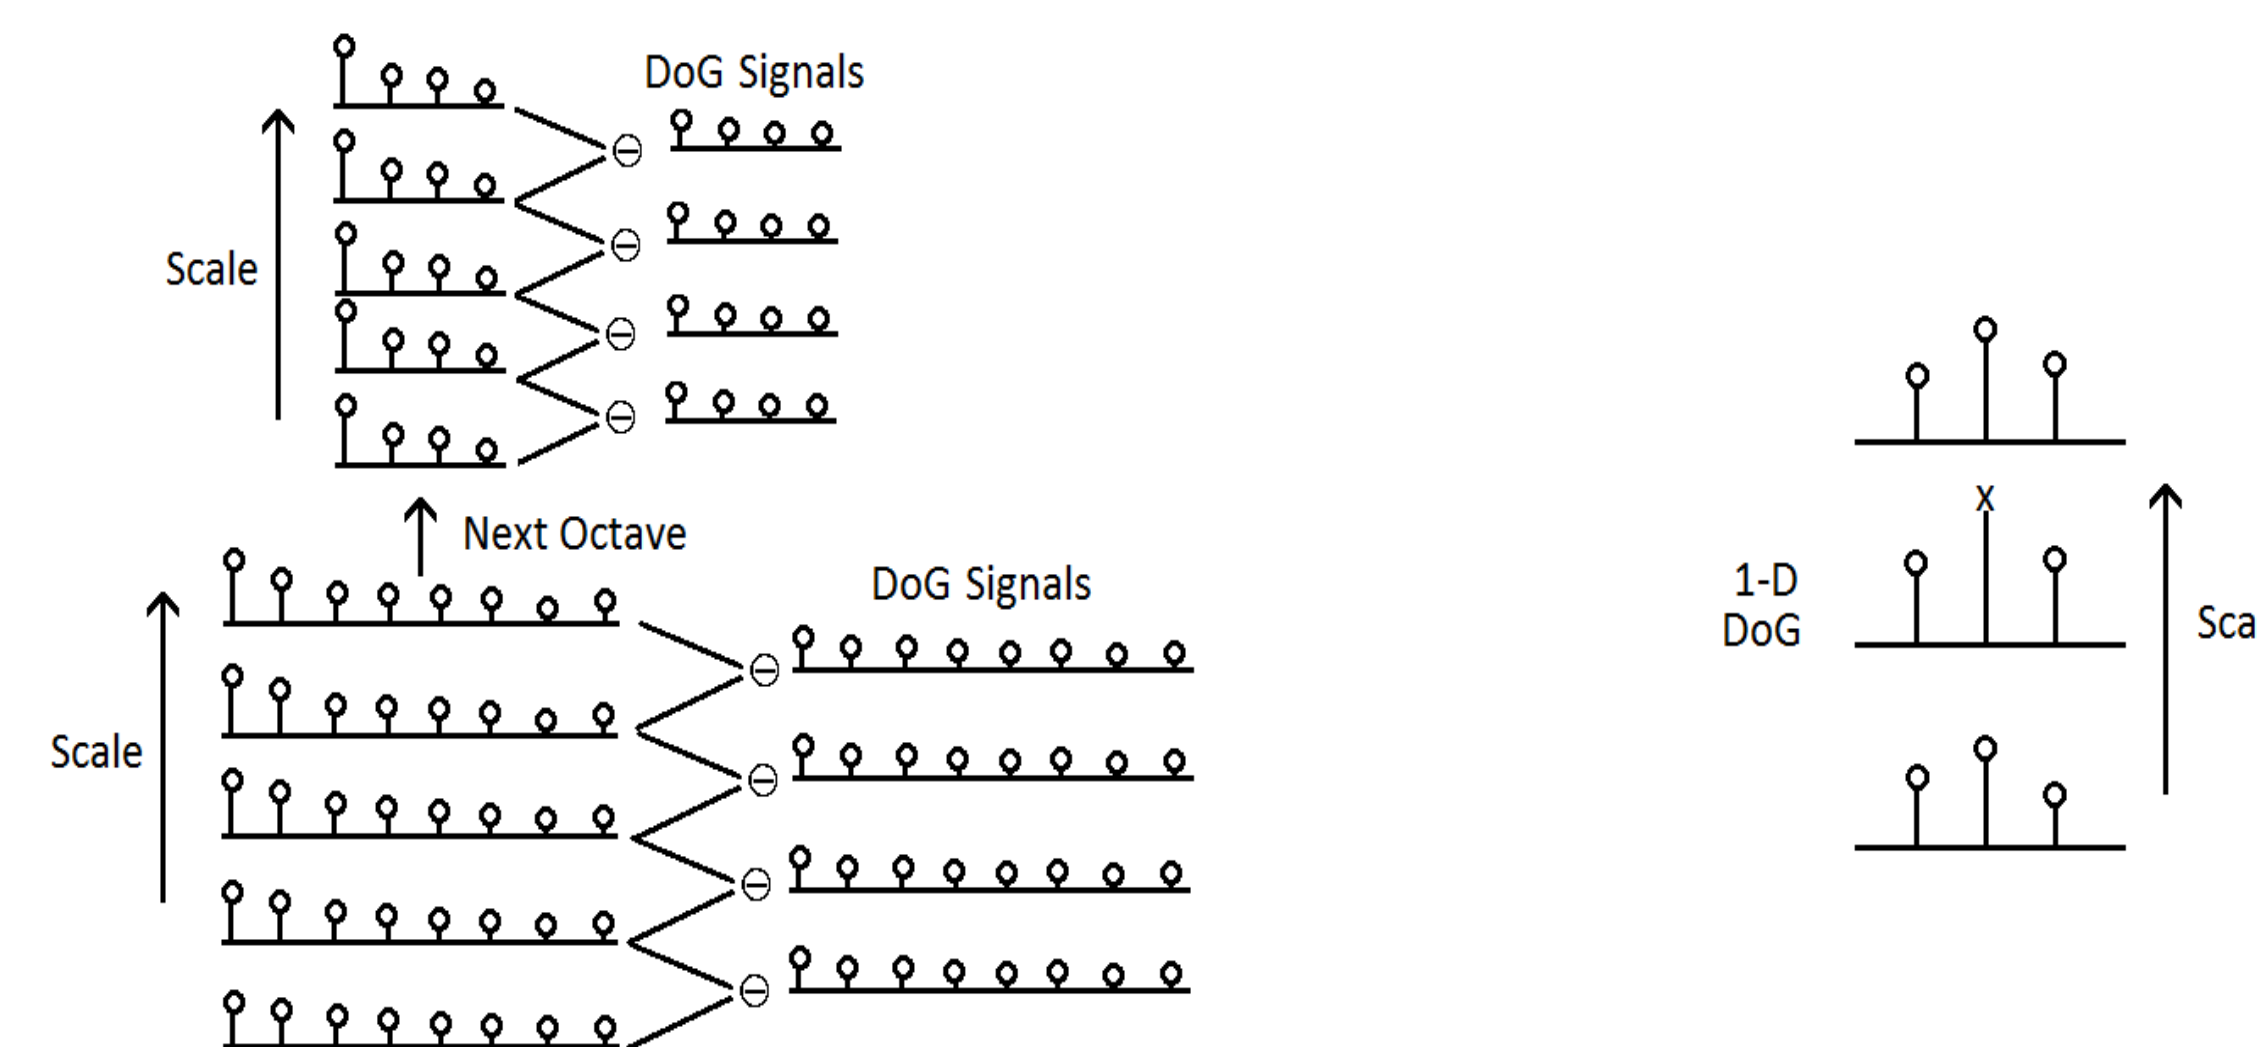 DoG Signals
Scale
Next Octave
DoG Signals
Scale
x
1-D
DoG
Sca